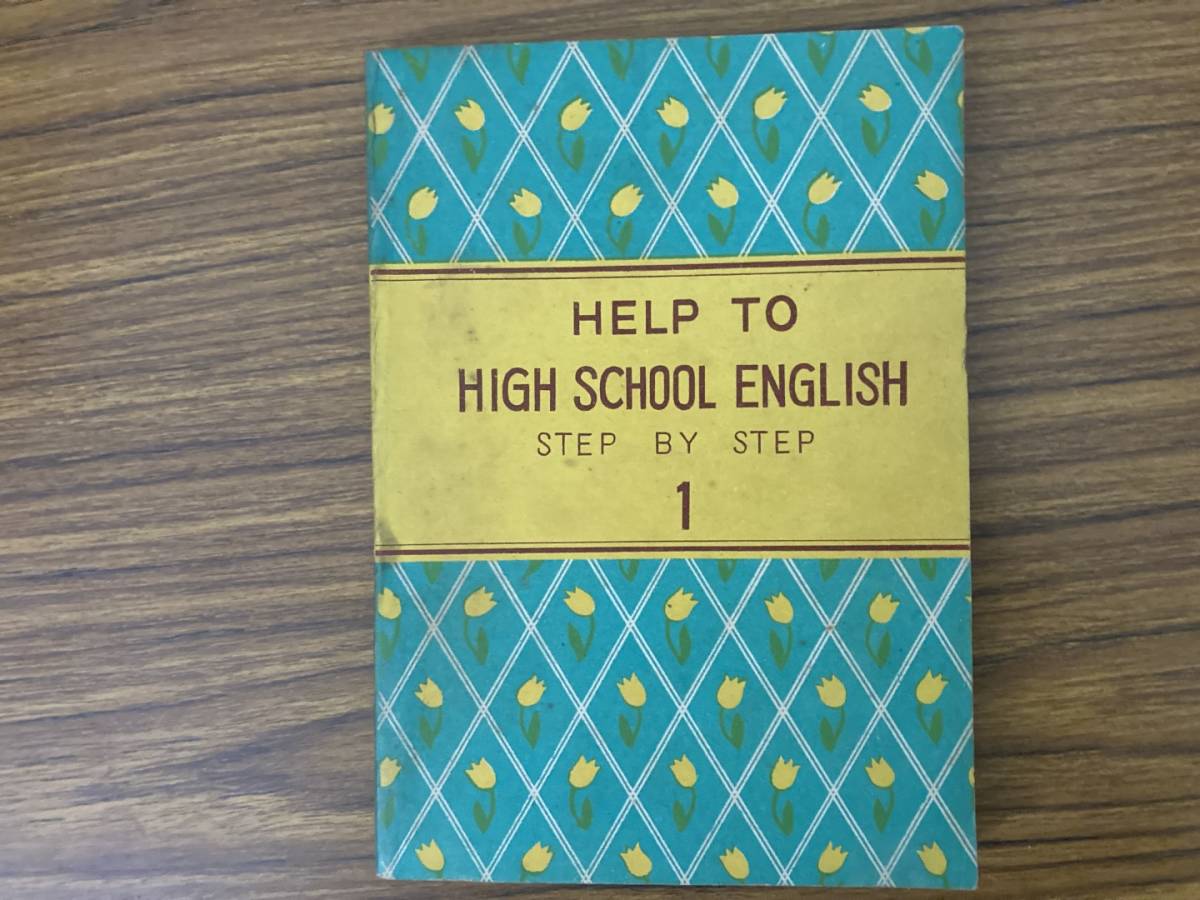 HELP TO
HIGH SCHOOL ENGLISH
STEP BY STEP
1